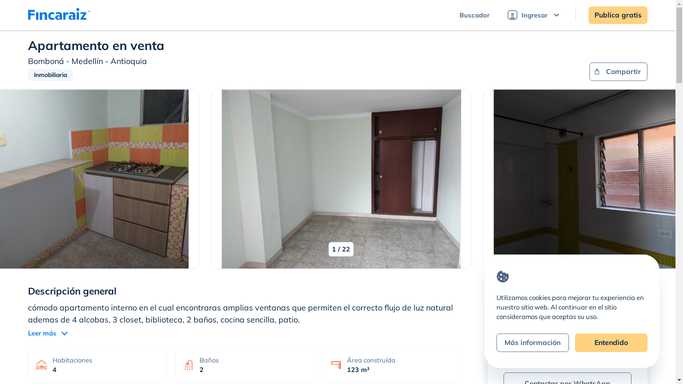 Fincaraiz
Buscador
Ingresar
Publica gratis
Apartamento en venta
Bomboná - Medellín - Antioquia
Inmobiliaria
Compartir
1 / 22
Descripción general
cómodo apartamento interno en el cual encontraras amplias ventanas que permiten el correcto flujo de luz natural
ademas de 4 alcobas, 3 closet, biblioteca, 2 baños, cocina sencilla, patio.
Leer más
Habitaciones
4
Baños
2
Área construída
123 m²
Utilizamos cookies para mejorar tu experiencia en
nuestro sitio web. Al continuar en el sitio
consideramos que aceptas su uso.
Más información
Entendido
Contactar por WhatsApp